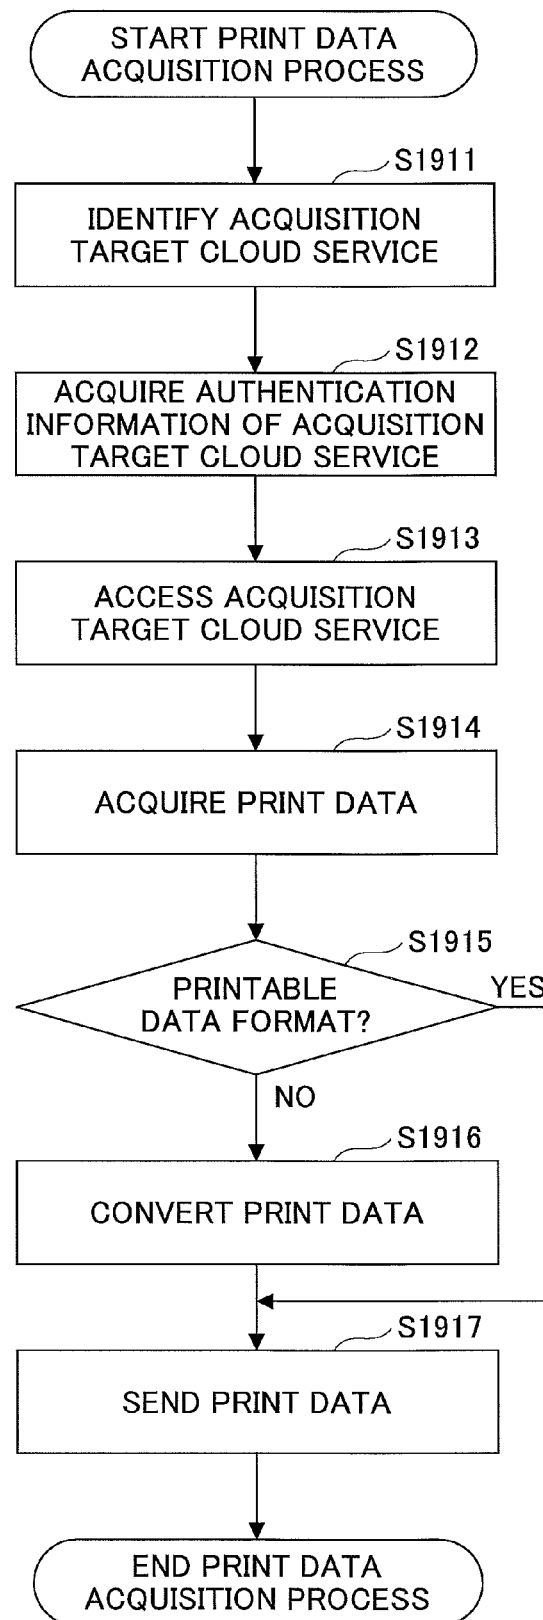 START PRINT DATA
ACQUISITION PROCESS
S1911
IDENTIFY ACQUISITION
TARGET CLOUD SERVICE
S1912
ACQUIRE AUTHENTICATION
INFORMATION OF ACQUISITION
TARGET CLOUD SERVICE
S1913
ACCESS ACQUISITION
TARGET CLOUD SERVICE
S1914
ACQUIRE PRINT DATA
S1915
PRINTABLE
DATA FORMAT?
YES
NO
S1916
CONVERT PRINT DATA
S1917
SEND PRINT DATA
END PRINT DATA
ACQUISITION PROCESS